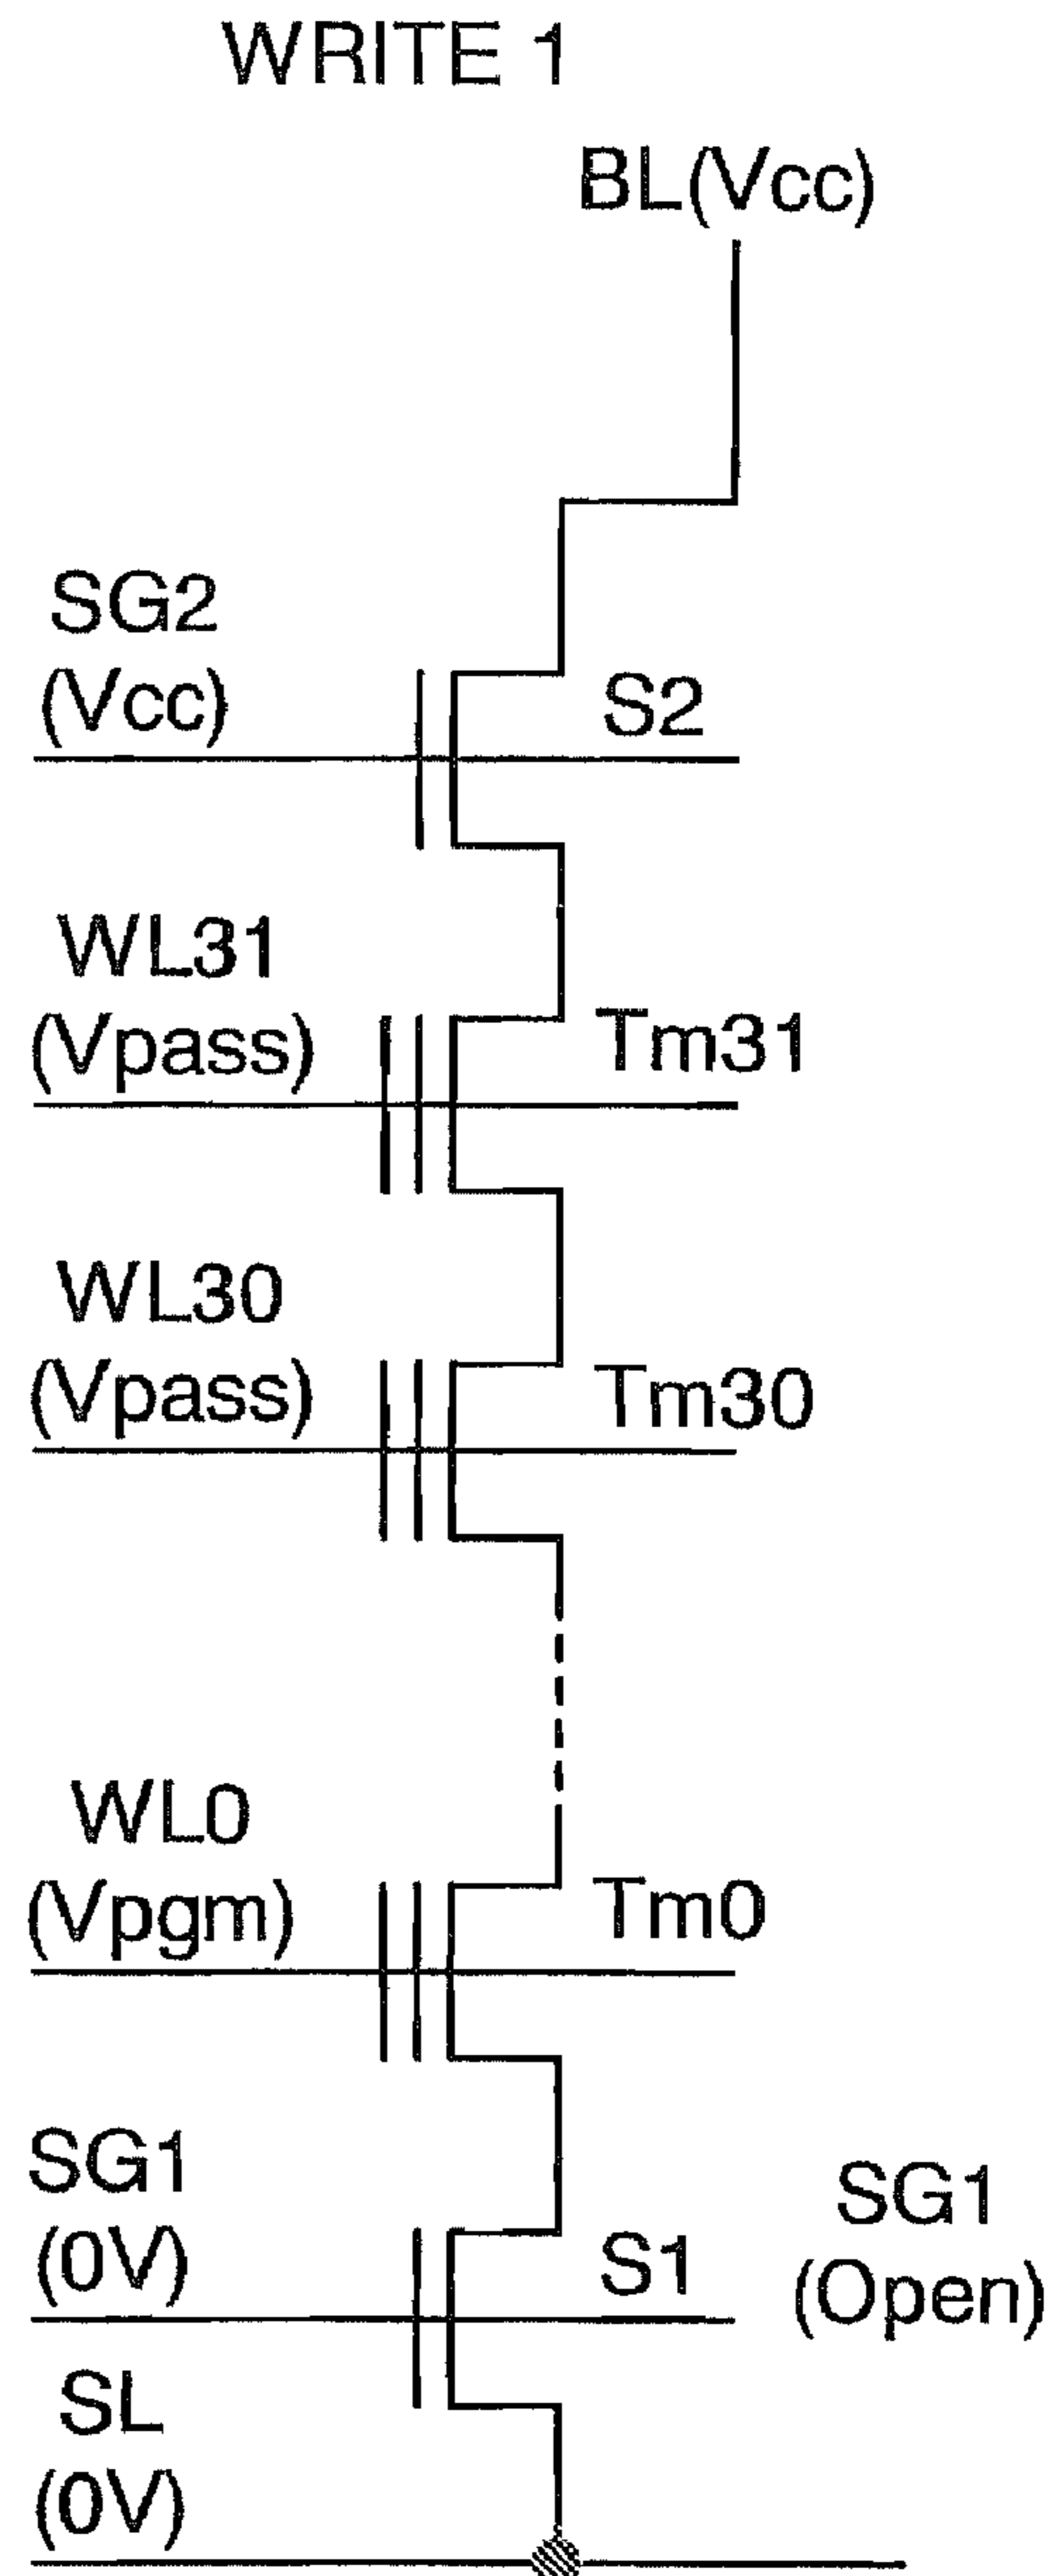 WRITE 1
BL(Vcc)
SG2
(Vcc)
S2
WL31
(Vpass)
Tm31
WL30
(Vpass)
Tm30
WL0
(Vpgm)
Tm0
SG1
(0V)
S1
SG1
(Open)
SL
(0V)